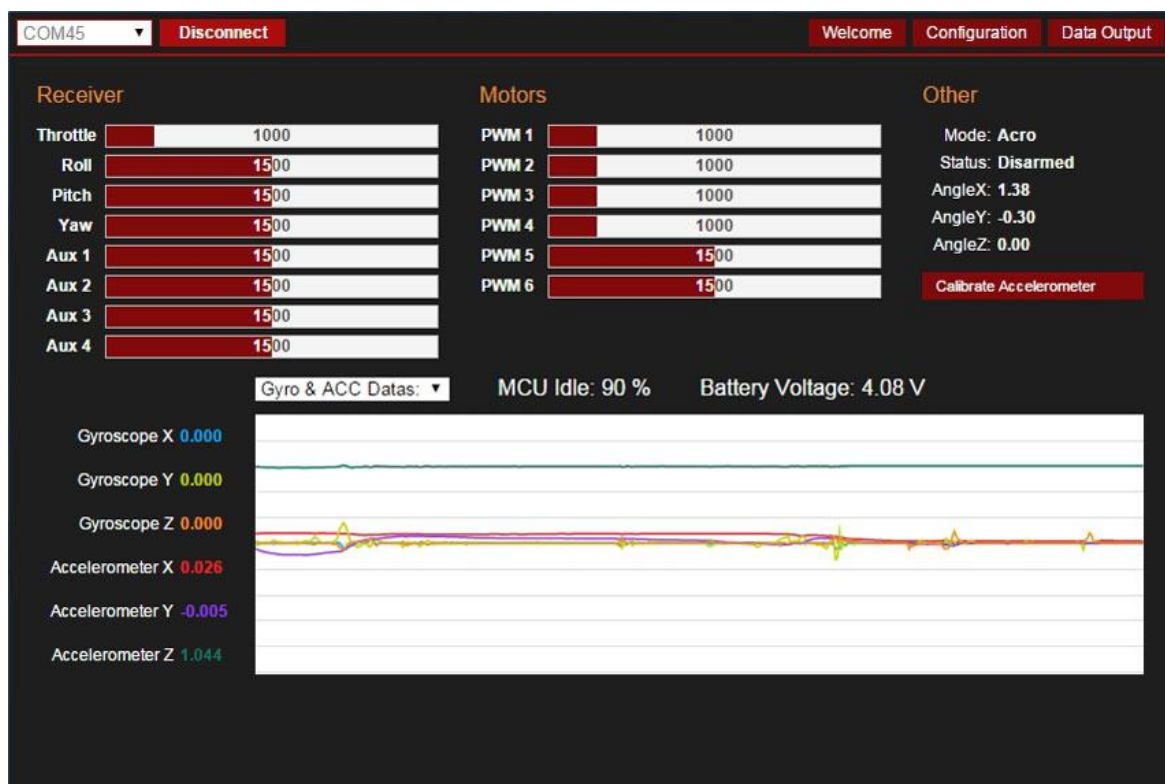 COM45 Disconnect Welcome Configuration Data Output
Receiver Motors Other
Throttle 1000 PWM 1 1000 Mode: Acro
Roll 1500 PWM 2 1000 Status: Disarmed
Pitch 1500 PWM 3 1000 AngleX: 1.38
Yaw 1500 PWM 4 1000 AngleY: -0.30
Aux 1 1500 PWM 5 1500 AngleZ: 0.00
Aux 2 1500 PWM 6 1500 Calibrate Accelerometer
Aux 3 1500
Aux 4 1500
Gyro & ACC Datas: MCU Idle: 90 % Battery Voltage: 4.08 V
Gyroscope X 0.000
Gyroscope Y 0.000
Gyroscope Z 0.000
Accelerometer X 0.026
Accelerometer Y -0.005
Accelerometer Z 1.044